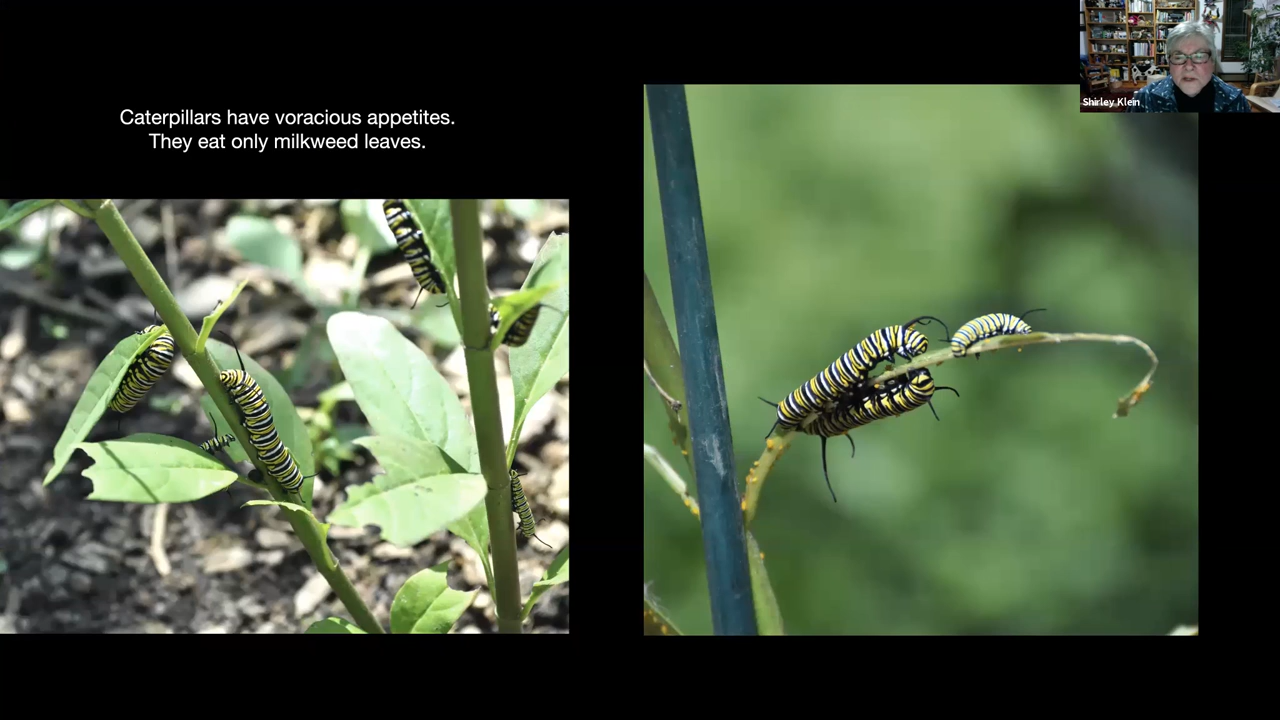 Caterpillars have voracious appetites.
They eat only milkweed leaves.
Shirley Klein